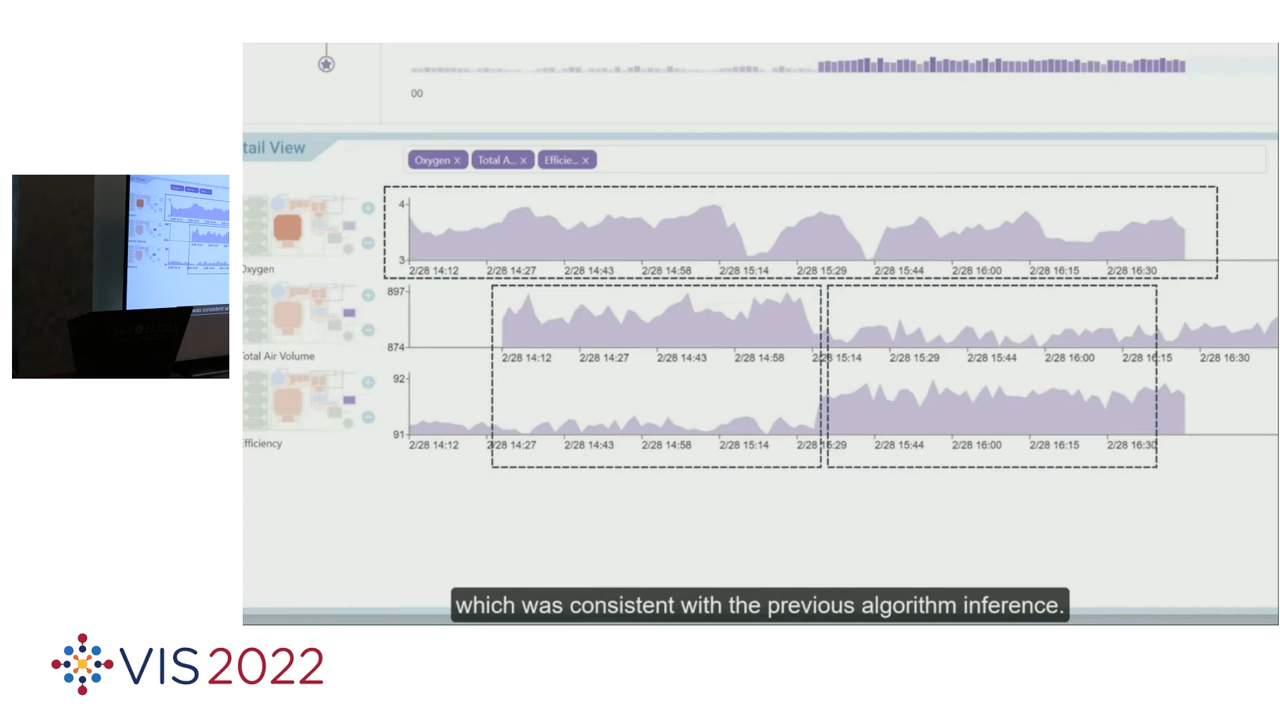 00
tail View
Oxygen x
Total A... x
Efficie... x
4
3
2/28 14:12 2/28 14:27 2/28 14:43 2/28 14:58 2/28 15:14 2/28 15:29 2/28 15:44 2/28 16:00 2/28 16:15 2/28 16:30
Oxygen
897
874
2/28 14:12 2/28 14:27 2/28 14:43 2/28 14:58 2/28 15:14 2/28 15:29 2/28 15:44 2/28 16:00 2/28 16:15 2/28 16:30
Total Air Volume
92
91
2/28 14:12 2/28 14:27 2/28 14:43 2/28 14:58 2/28 15:14 2/28 15:29 2/28 15:44 2/28 16:00 2/28 16:15 2/28 16:30
Efficiency
which was consistent with the previous algorithm inference.
VIS2022